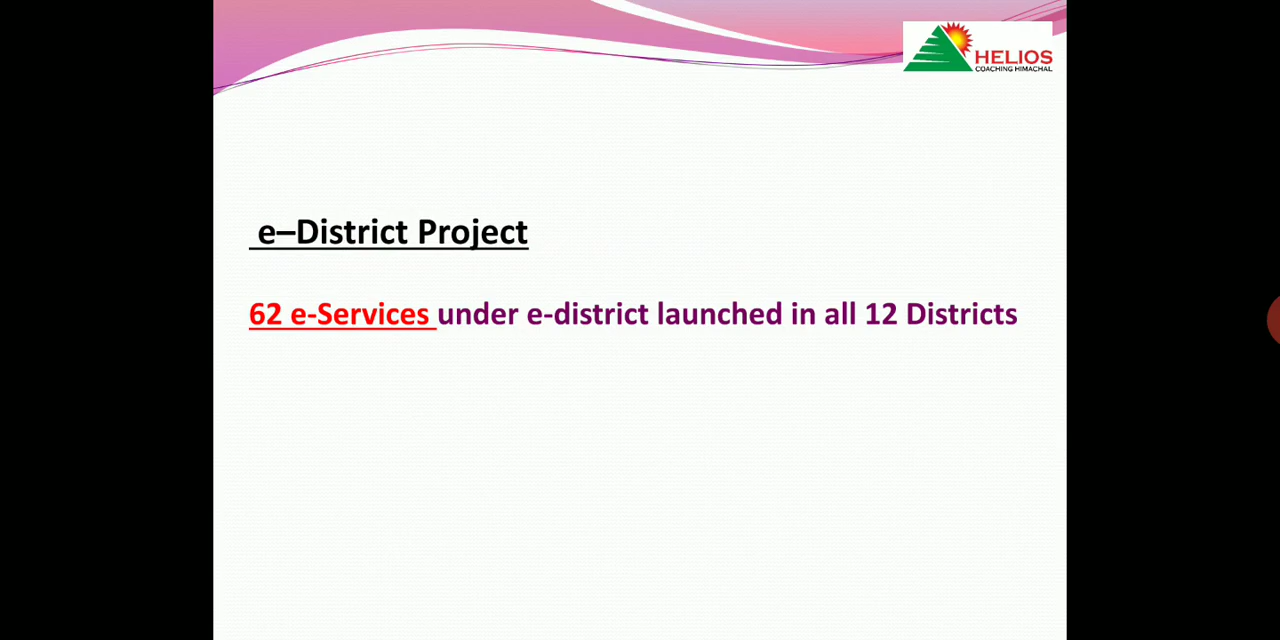 HELIOS
COACHING HIMACHAL
e–District Project
62 e-Services under e-district launched in all 12 Districts